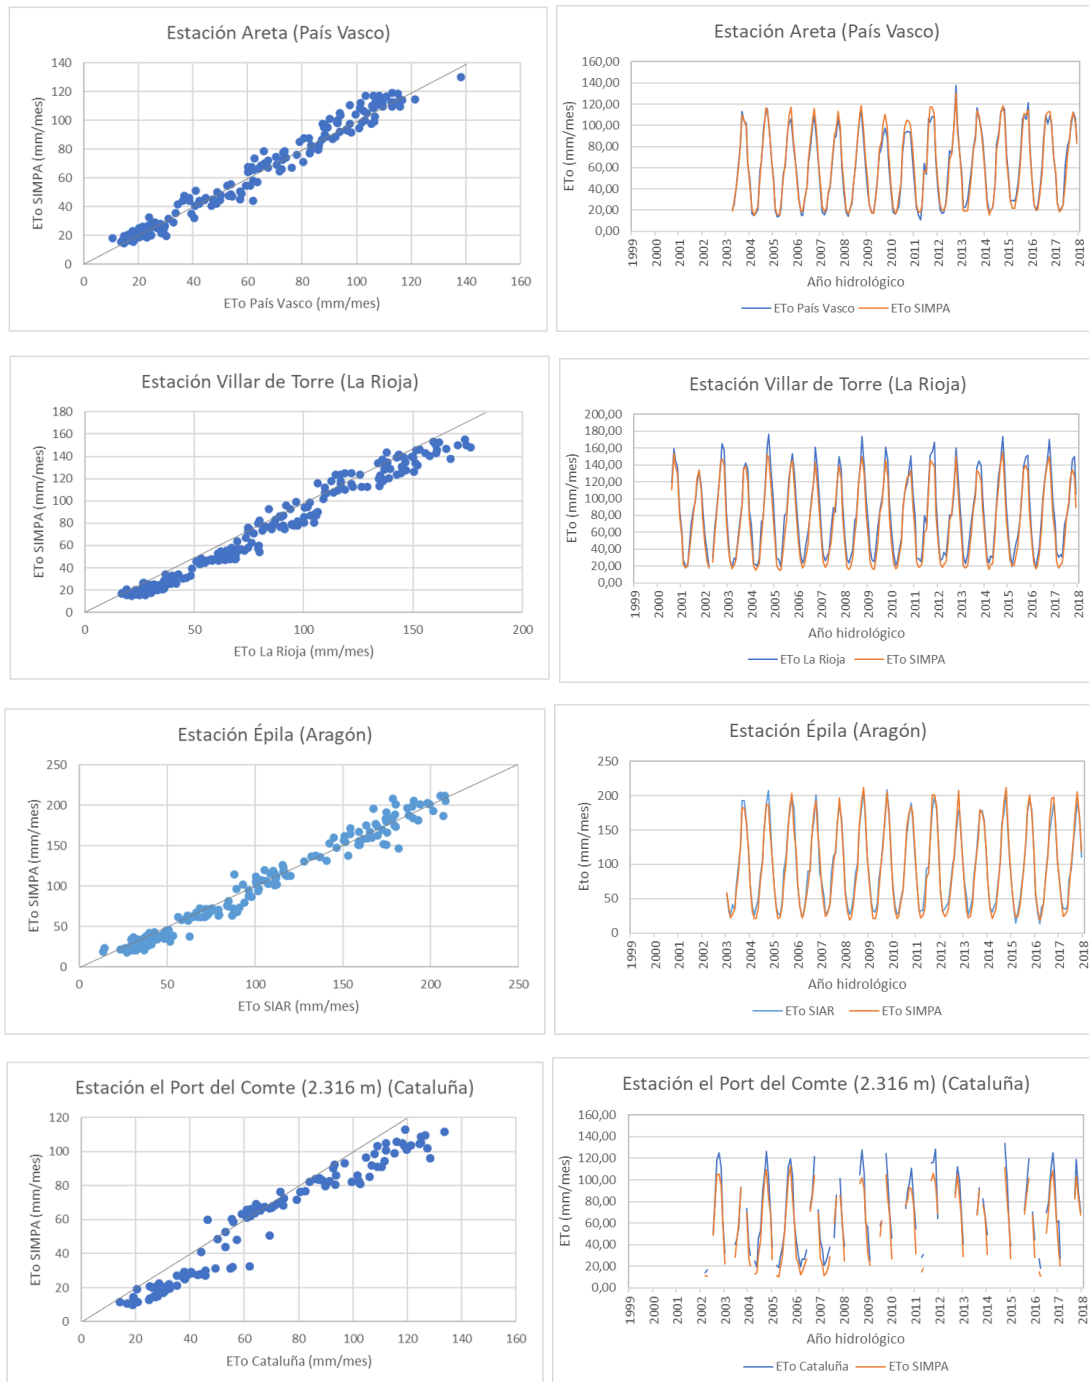 Estación Areta (País Vasco)
ETo SIMPA (mm/mes)
140
120
100
80
60
40
20
0
0 20 40 60 80 100 120 140 160
ETo País Vasco (mm/mes)
Estación Areta (País Vasco)
ETo (mm/mes)
160,00
140,00
120,00
100,00
80,00
60,00
40,00
20,00
0,00
1999 2000 2001 2002 2003 2004 2005 2006 2007 2008 2009 2010 2011 2012 2013 2014 2015 2016 2017 2018
Año hidrológico
ETo País Vasco ETo SIMPA
Estación Villar de Torre (La Rioja)
ETo SIMPA (mm/mes)
180
160
140
120
100
80
60
40
20
0
0 50 100 150 200
ETo La Rioja (mm/mes)
Estación Villar de Torre (La Rioja)
ETo (mm/mes)
200,00
180,00
160,00
140,00
120,00
100,00
80,00
60,00
40,00
20,00
0,00
1999 2000 2001 2002 2003 2004 2005 2006 2007 2008 2009 2010 2011 2012 2013 2014 2015 2016 2017 2018
Año hidrológico
ETo La Rioja ETo SIMPA
Estación Épila (Aragón)
ETo SIMPA (mm/mes)
250
200
150
100
50
0
0 50 100 150 200 250
ETo SIAR (mm/mes)
Estación Épila (Aragón)
Eto (mm/mes)
250
200
150
100
50
0
1999 2000 2001 2002 2003 2004 2005 2006 2007 2008 2009 2010 2011 2012 2013 2014 2015 2016 2017 2018
Año hidrológico
ETo SIAR ETo SIMPA
Estación el Port del Comte (2.316 m) (Cataluña)
ETo SIMPA (mm/mes)
120
100
80
60
40
20
0
0 20 40 60 80 100 120 140 160
ETo Cataluña (mm/mes)
Estación el Port del Comte (2.316 m) (Cataluña)
ETo (mm/mes)
160,00
140,00
120,00
100,00
80,00
60,00
40,00
20,00
0,00
1999 2000 2001 2002 2003 2004 2005 2006 2007 2008 2009 2010 2011 2012 2013 2014 2015 2016 2017 2018
Año hidrológico
ETo Cataluña ETo SIMPA